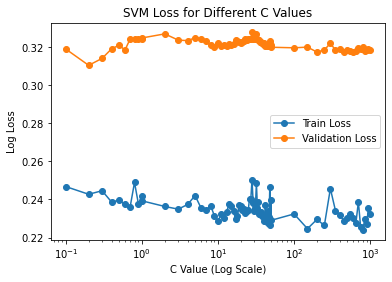 SVM Loss for Different C Values
Log Loss
0.32
0.30
0.28
0.26
0.24
0.22
Train Loss
Validation Loss
10⁻¹
10⁰
10¹
10²
10³
C Value (Log Scale)